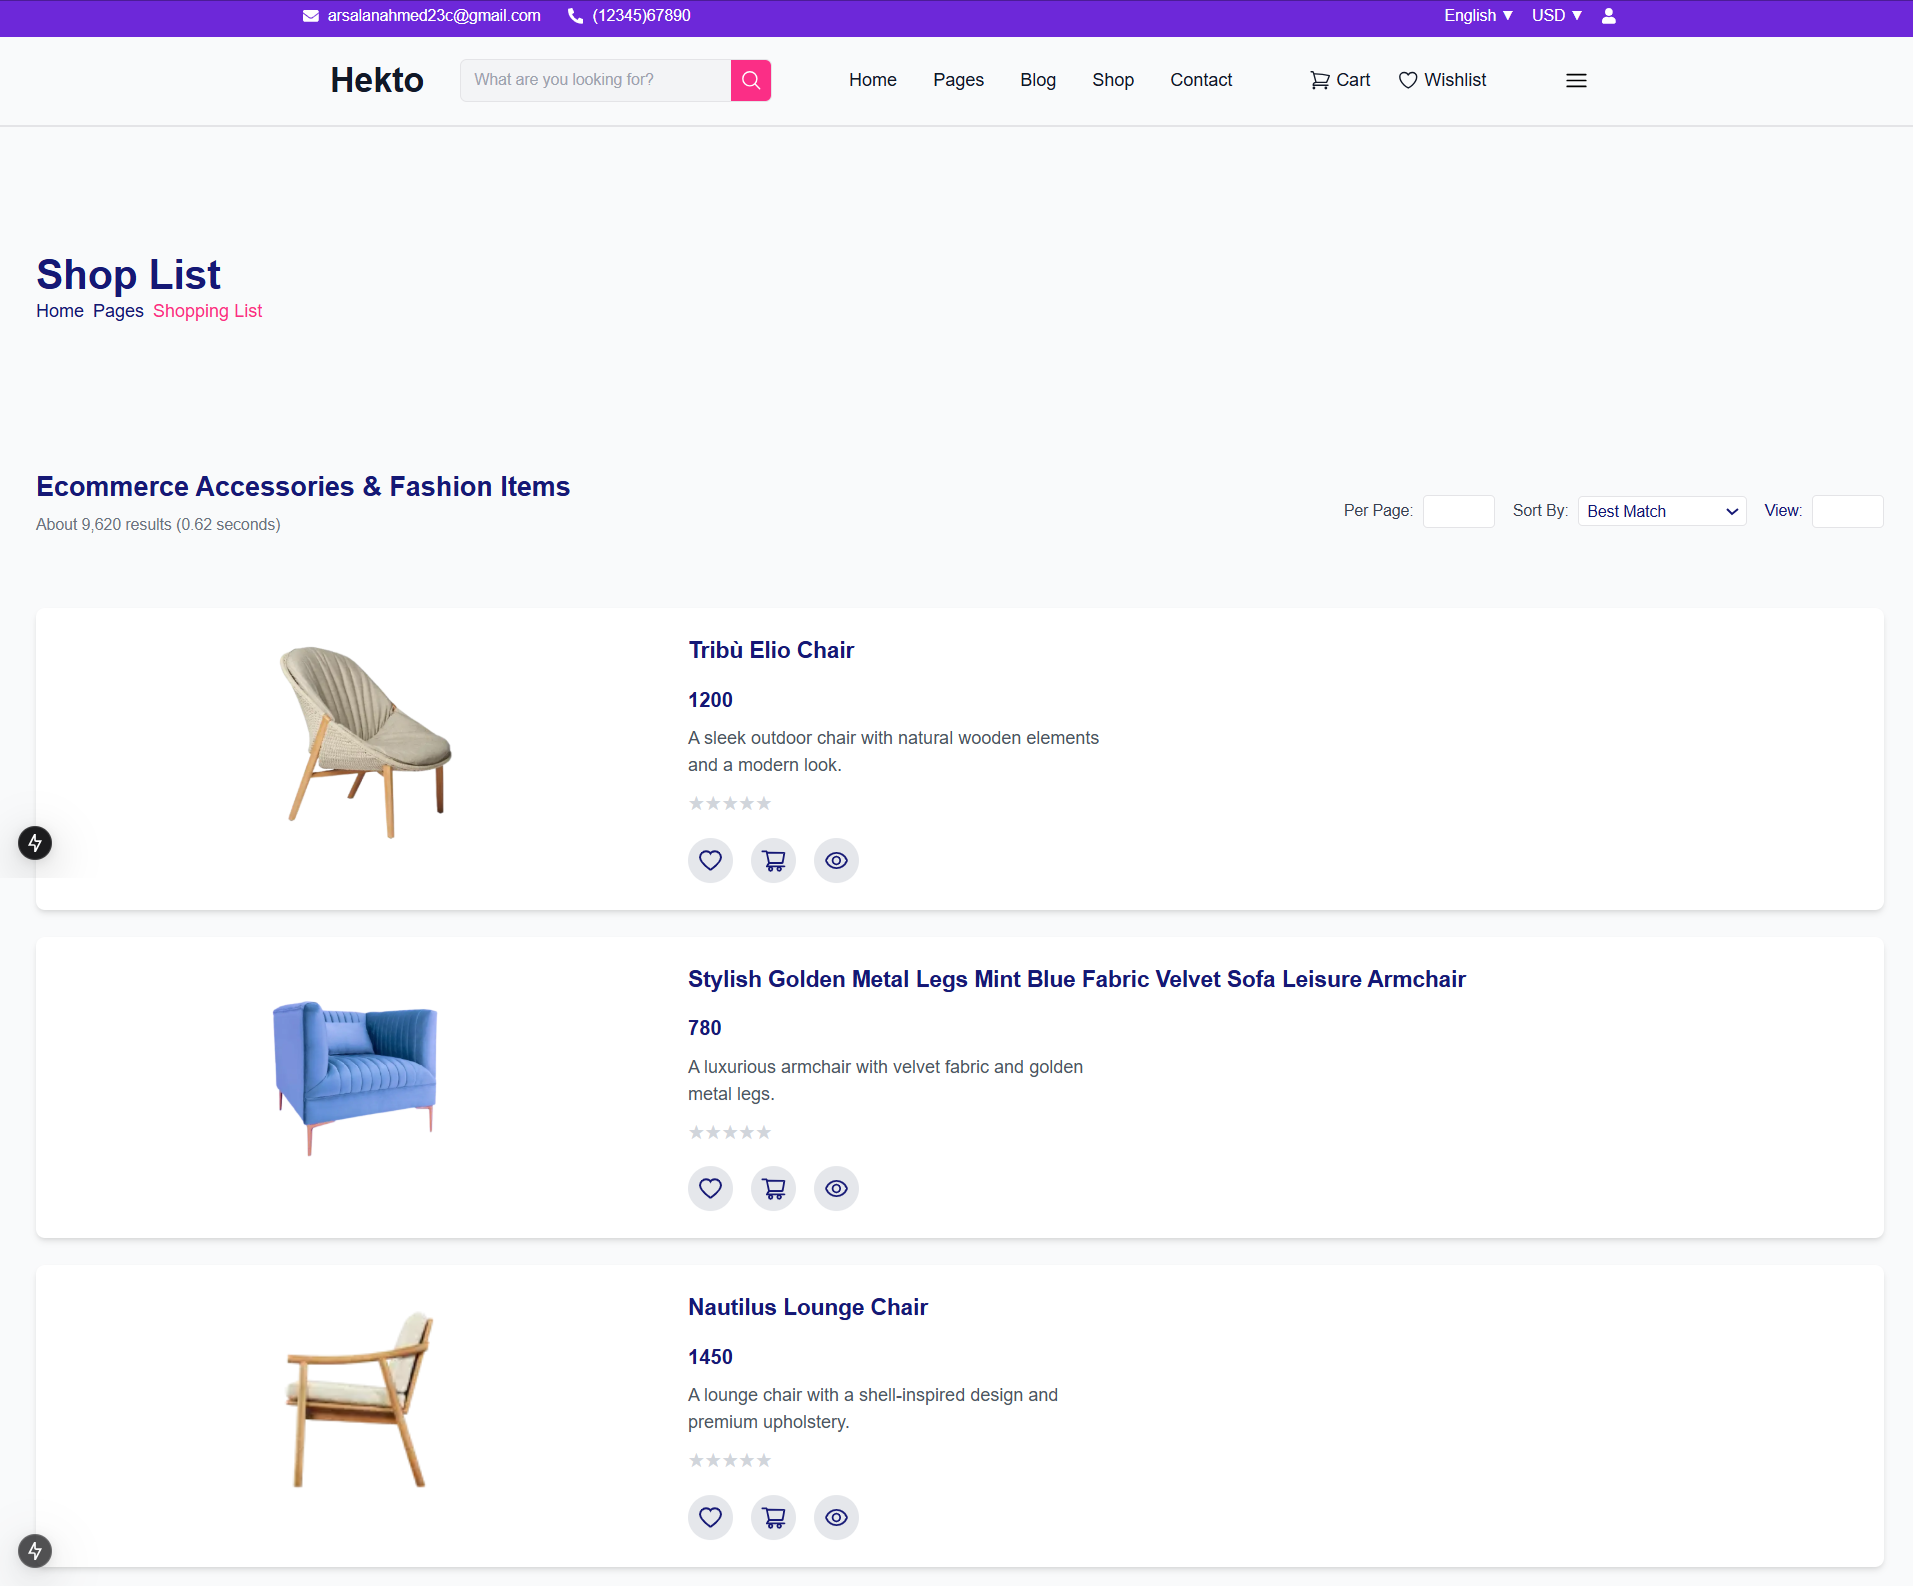 arsalanahmed23c@gmail.com (12345)67890 English ▼ USD ▼
Hekto What are you looking for? Home Pages Blog Shop Contact Cart Wishlist
Shop List
Home Pages Shopping List
Ecommerce Accessories & Fashion Items
About 9,620 results (0.62 seconds)
Per Page: Sort By: Best Match View:
Tribù Elio Chair
1200
A sleek outdoor chair with natural wooden elements
and a modern look.
★★★★★
Stylish Golden Metal Legs Mint Blue Fabric Velvet Sofa Leisure Armchair
780
A luxurious armchair with velvet fabric and golden
metal legs.
★★★★★
Nautilus Lounge Chair
1450
A lounge chair with a shell-inspired design and
premium upholstery.
★★★★★